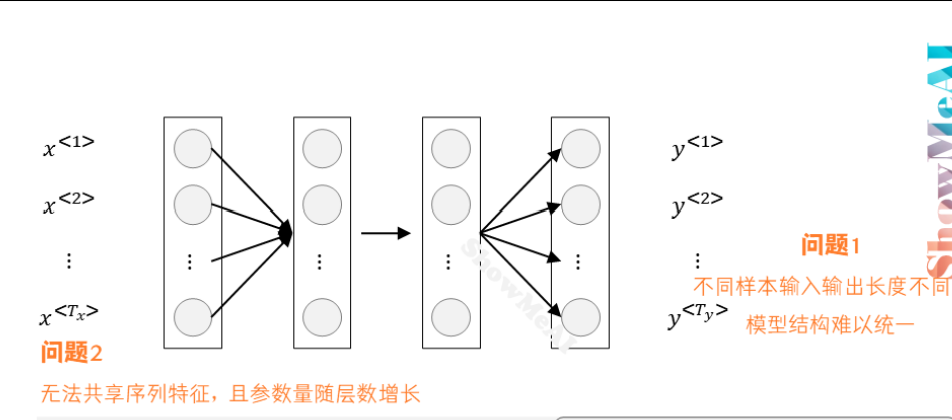 x<1>
y<1>
x<2>
y<2>
问题1
⋮ ⋮ ⋮ ⋮ ⋮ ⋮
不同样本输入输出长度不同
x<Tx>
y<Ty>
模型结构难以统一
问题2
无法共享序列特征，且参数量随层数增长
ShowMeAI
ShowMeAI